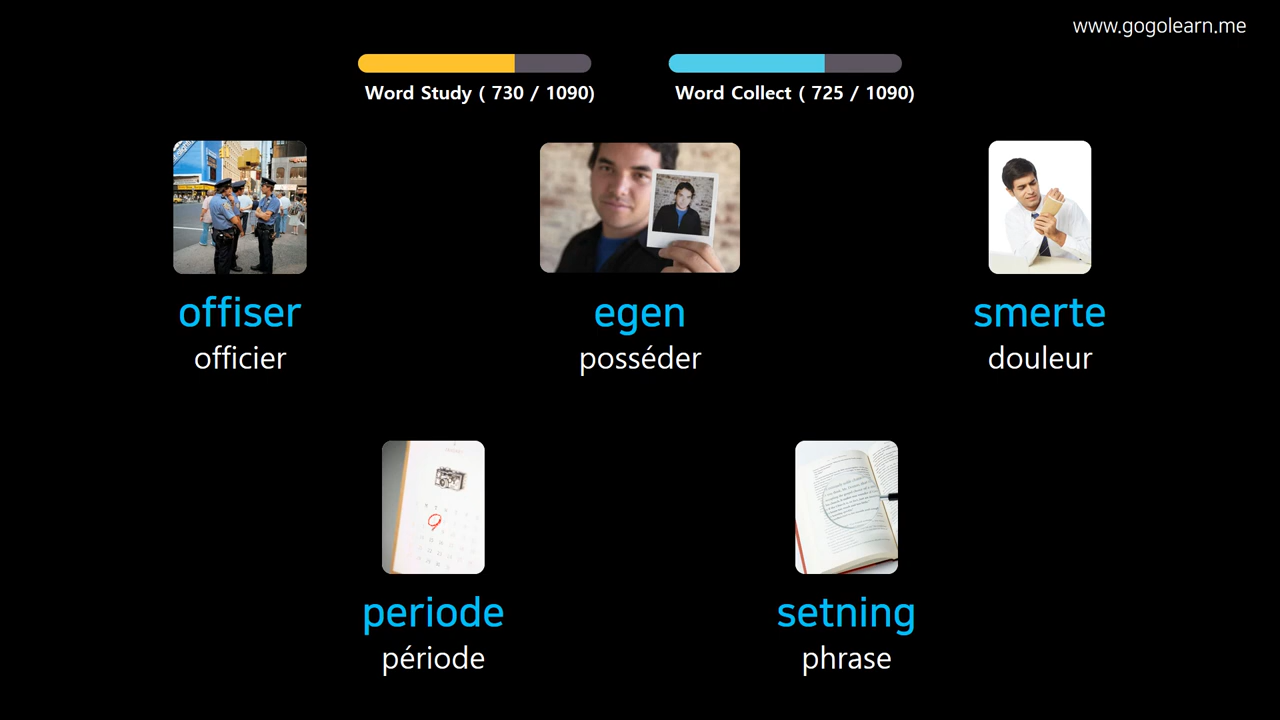 www.gogolearn.me
Word Study ( 730 / 1090)
Word Collect ( 725 / 1090)
offiser
officier
egen
posséder
smerte
douleur
periode
période
setning
phrase